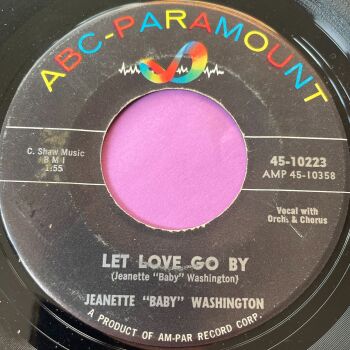 ABC-PARAMOUNT
C. Shaw Music
B M I
1:55
45-10223
AMP 45-10358
Vocal with
Orch. & Chorus
LET LOVE GO BY
(Jeanette "Baby" Washington)
JEANETTE "BABY" WASHINGTON
A PRODUCT OF AM-PAR RECORD CORP.